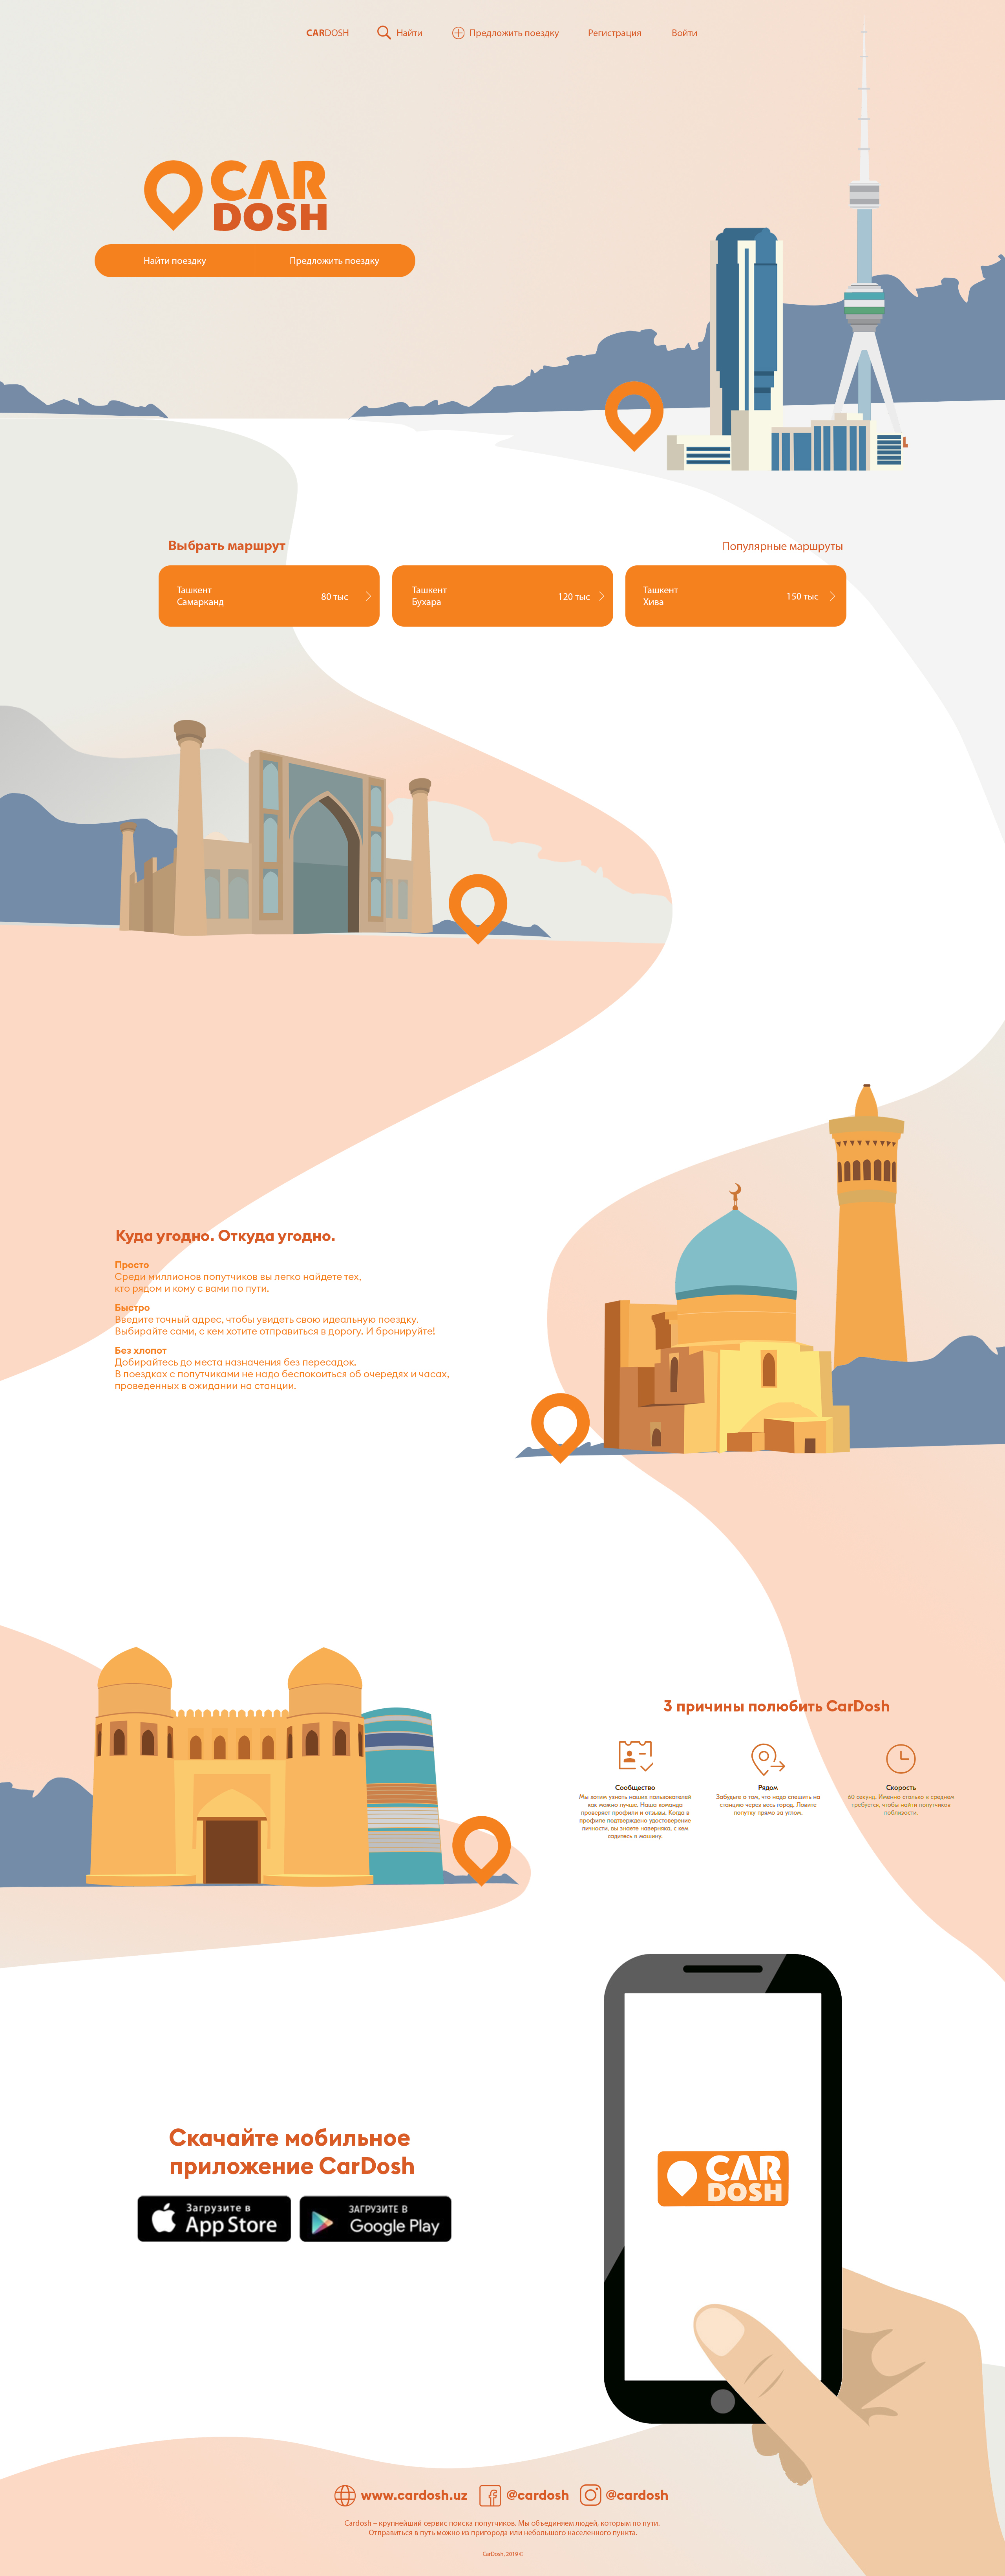 CARDOSH
Найти
Предложить поездку
Регистрация
Войти
CAR
DOSH
Найти поездку
Предложить поездку
Выбрать маршрут
Популярные маршруты
Ташкент
Самарканд
80 тыс
Ташкент
Бухара
120 тыс
Ташкент
Хива
150 тыс
Куда угодно. Откуда угодно.
Просто
Среди миллионов попутчиков вы легко найдете тех,
кто рядом и кому с вами по пути.
Быстро
Введите точный адрес, чтобы увидеть свою идеальную поездку.
Выбирайте сами, с кем хотите отправиться в дорогу. И бронируйте!
Без хлопот
Добирайтесь до места назначения без пересадок.
В поездках с попутчиками не надо беспокоиться об очередях и часах,
проведенных в ожидании на станции.
3 причины полюбить CarDosh
Сообщество
Мы хотим узнать наших пользователей
как можно лучше. Наша команда
проверяет профили и отзывы. Когда в
профиле подтверждено удостоверение
личности, вы знаете наверняка, с кем
садитесь в машину.
Рядом
Забудьте о том, что надо спешить на
станцию через весь город. Ловите
попутку прямо за углом.
Скорость
60 секунд. Именно столько в среднем
требуется, чтобы найти попутчиков
поблизости.
Скачайте мобильное
приложение CarDosh
Загрузите в
App Store
ЗАГРУЗИТЕ В
Google Play
CAR
DOSH
www.cardosh.uz
@cardosh
@cardosh
Cardosh – крупнейший сервис поиска попутчиков. Мы объединяем людей, которым по пути.
Отправиться в путь можно из пригорода или небольшого населенного пункта.
CarDosh, 2019 ©